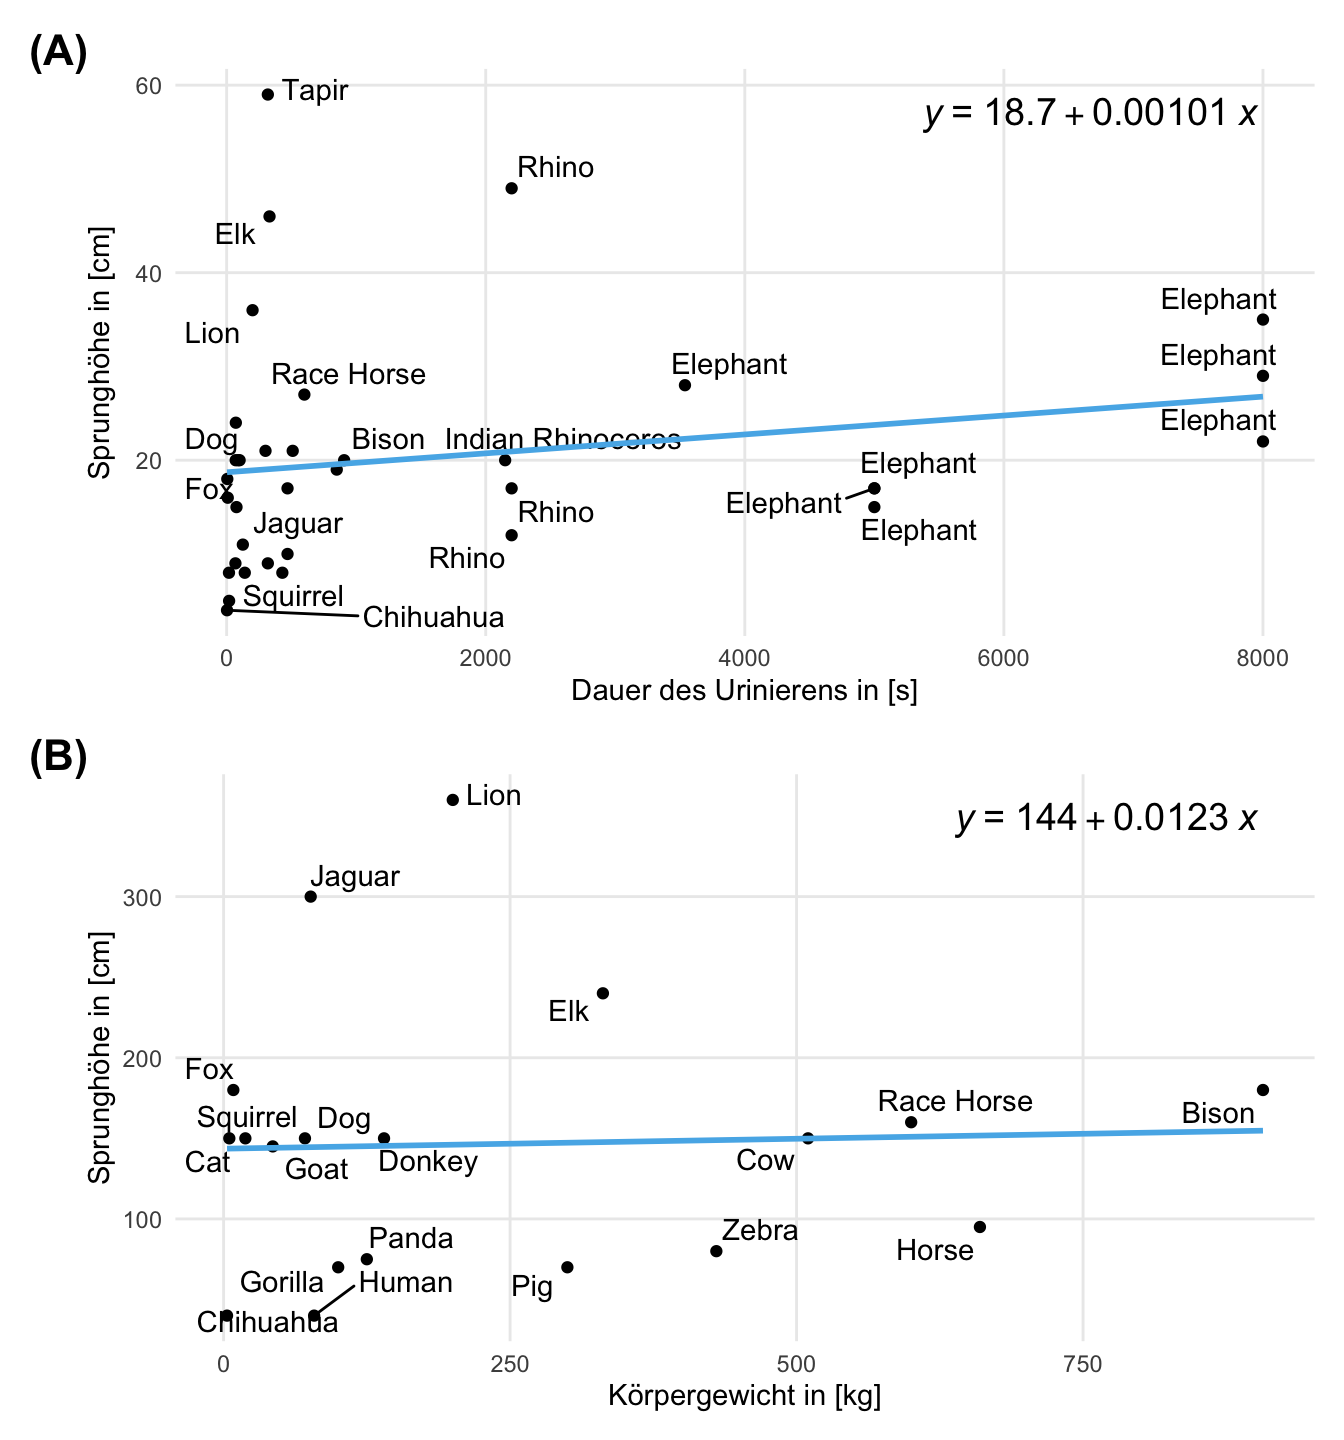 (A)
Sprunghöhe in [cm]
60
40
20
y = 18.7 + 0.00101 x
Tapir
Rhino
Elk
Elephant
Lion
Elephant
Elephant
Race Horse
Elephant
Dog
Bison
Indian Rhinoceros
Elephant
Fox
Elephant
Rhino
Jaguar
Elephant
Rhino
Squirrel
Chihuahua
0
2000
4000
6000
8000
Dauer des Urinierens in [s]
(B)
Sprunghöhe in [cm]
300
200
100
Lion
y = 144 + 0.0123 x
Jaguar
Elk
Fox
Race Horse
Squirrel
Dog
Bison
Cat
Goat
Donkey
Cow
Zebra
Panda
Horse
Gorilla
Human
Pig
Chihuahua
0
250
500
750
Körpergewicht in [kg]